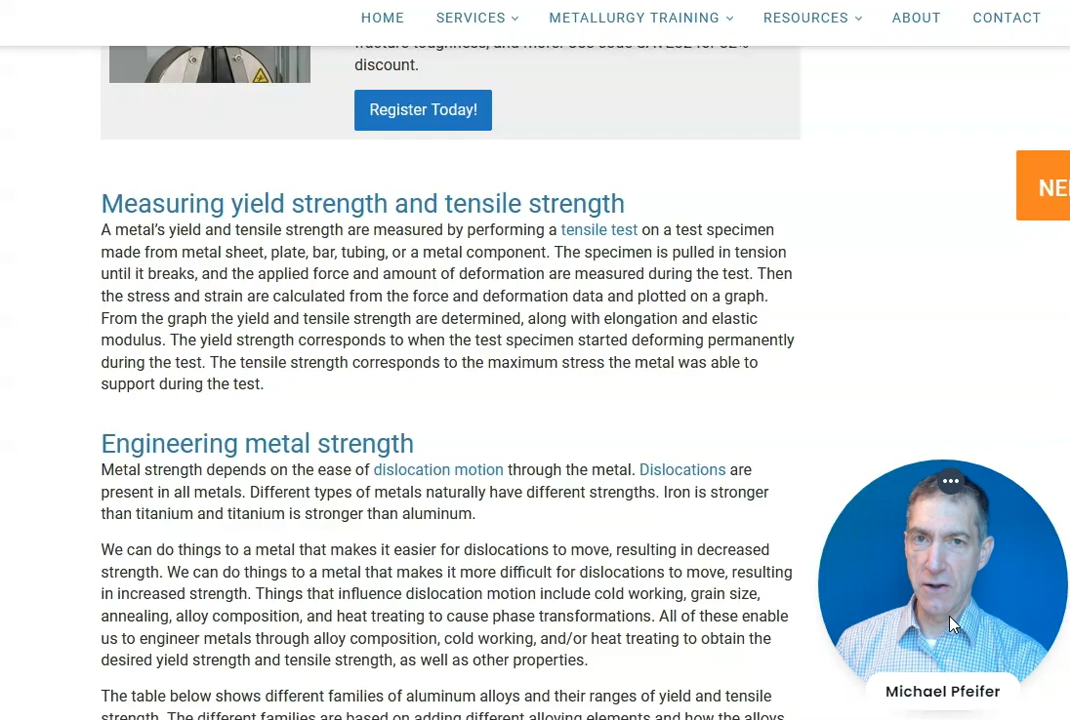 HOME SERVICES METALLURGY TRAINING RESOURCES ABOUT CONTACT
discount.
Register Today!
NE
Measuring yield strength and tensile strength
A metal’s yield and tensile strength are measured by performing a tensile test on a test specimen
made from metal sheet, plate, bar, tubing, or a metal component. The specimen is pulled in tension
until it breaks, and the applied force and amount of deformation are measured during the test. Then
the stress and strain are calculated from the force and deformation data and plotted on a graph.
From the graph the yield and tensile strength are determined, along with elongation and elastic
modulus. The yield strength corresponds to when the test specimen started deforming permanently
during the test. The tensile strength corresponds to the maximum stress the metal was able to
support during the test.
Engineering metal strength
Metal strength depends on the ease of dislocation motion through the metal. Dislocations are
present in all metals. Different types of metals naturally have different strengths. Iron is stronger
than titanium and titanium is stronger than aluminum.
We can do things to a metal that makes it easier for dislocations to move, resulting in decreased
strength. We can do things to a metal that makes it more difficult for dislocations to move, resulting
in increased strength. Things that influence dislocation motion include cold working, grain size,
annealing, alloy composition, and heat treating to cause phase transformations. All of these enable
us to engineer metals through alloy composition, cold working, and/or heat treating to obtain the
desired yield strength and tensile strength, as well as other properties.
Michael Pfeifer
The table below shows different families of aluminum alloys and their ranges of yield and tensile
strength. The different families are based on adding different alloying elements and how the alloys